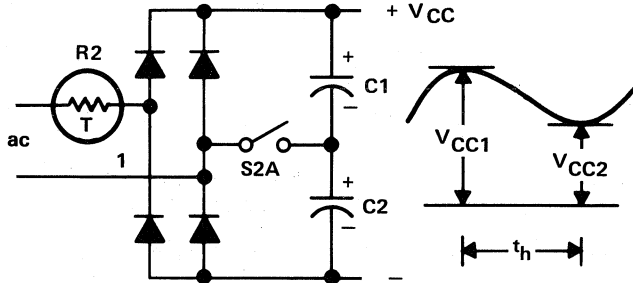 + VCC
R2
T
ac
1
S2A
+
C1
−
+
C2
−
−
VCC1
VCC2
th